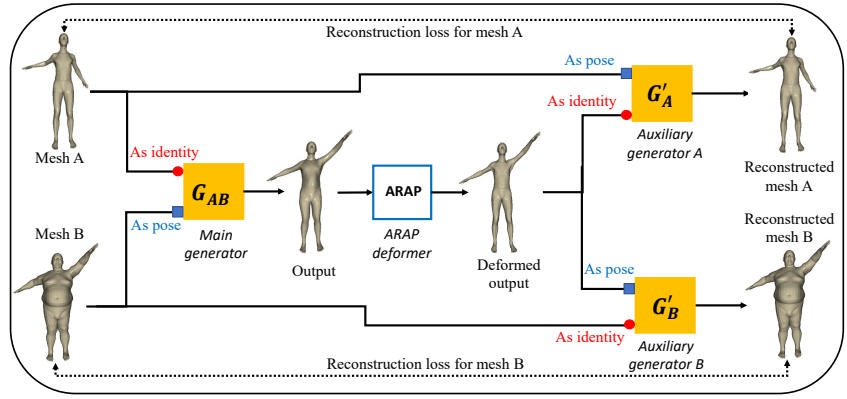 Reconstruction loss for mesh A
Mesh A
As identity
As pose
Mesh B
G_AB
Main
generator
Output
ARAP
ARAP
deformer
Deformed
output
As pose
As identity
G'_A
Auxiliary
generator A
Reconstructed
mesh A
As pose
As identity
G'_B
Auxiliary
generator B
Reconstructed
mesh B
Reconstruction loss for mesh B